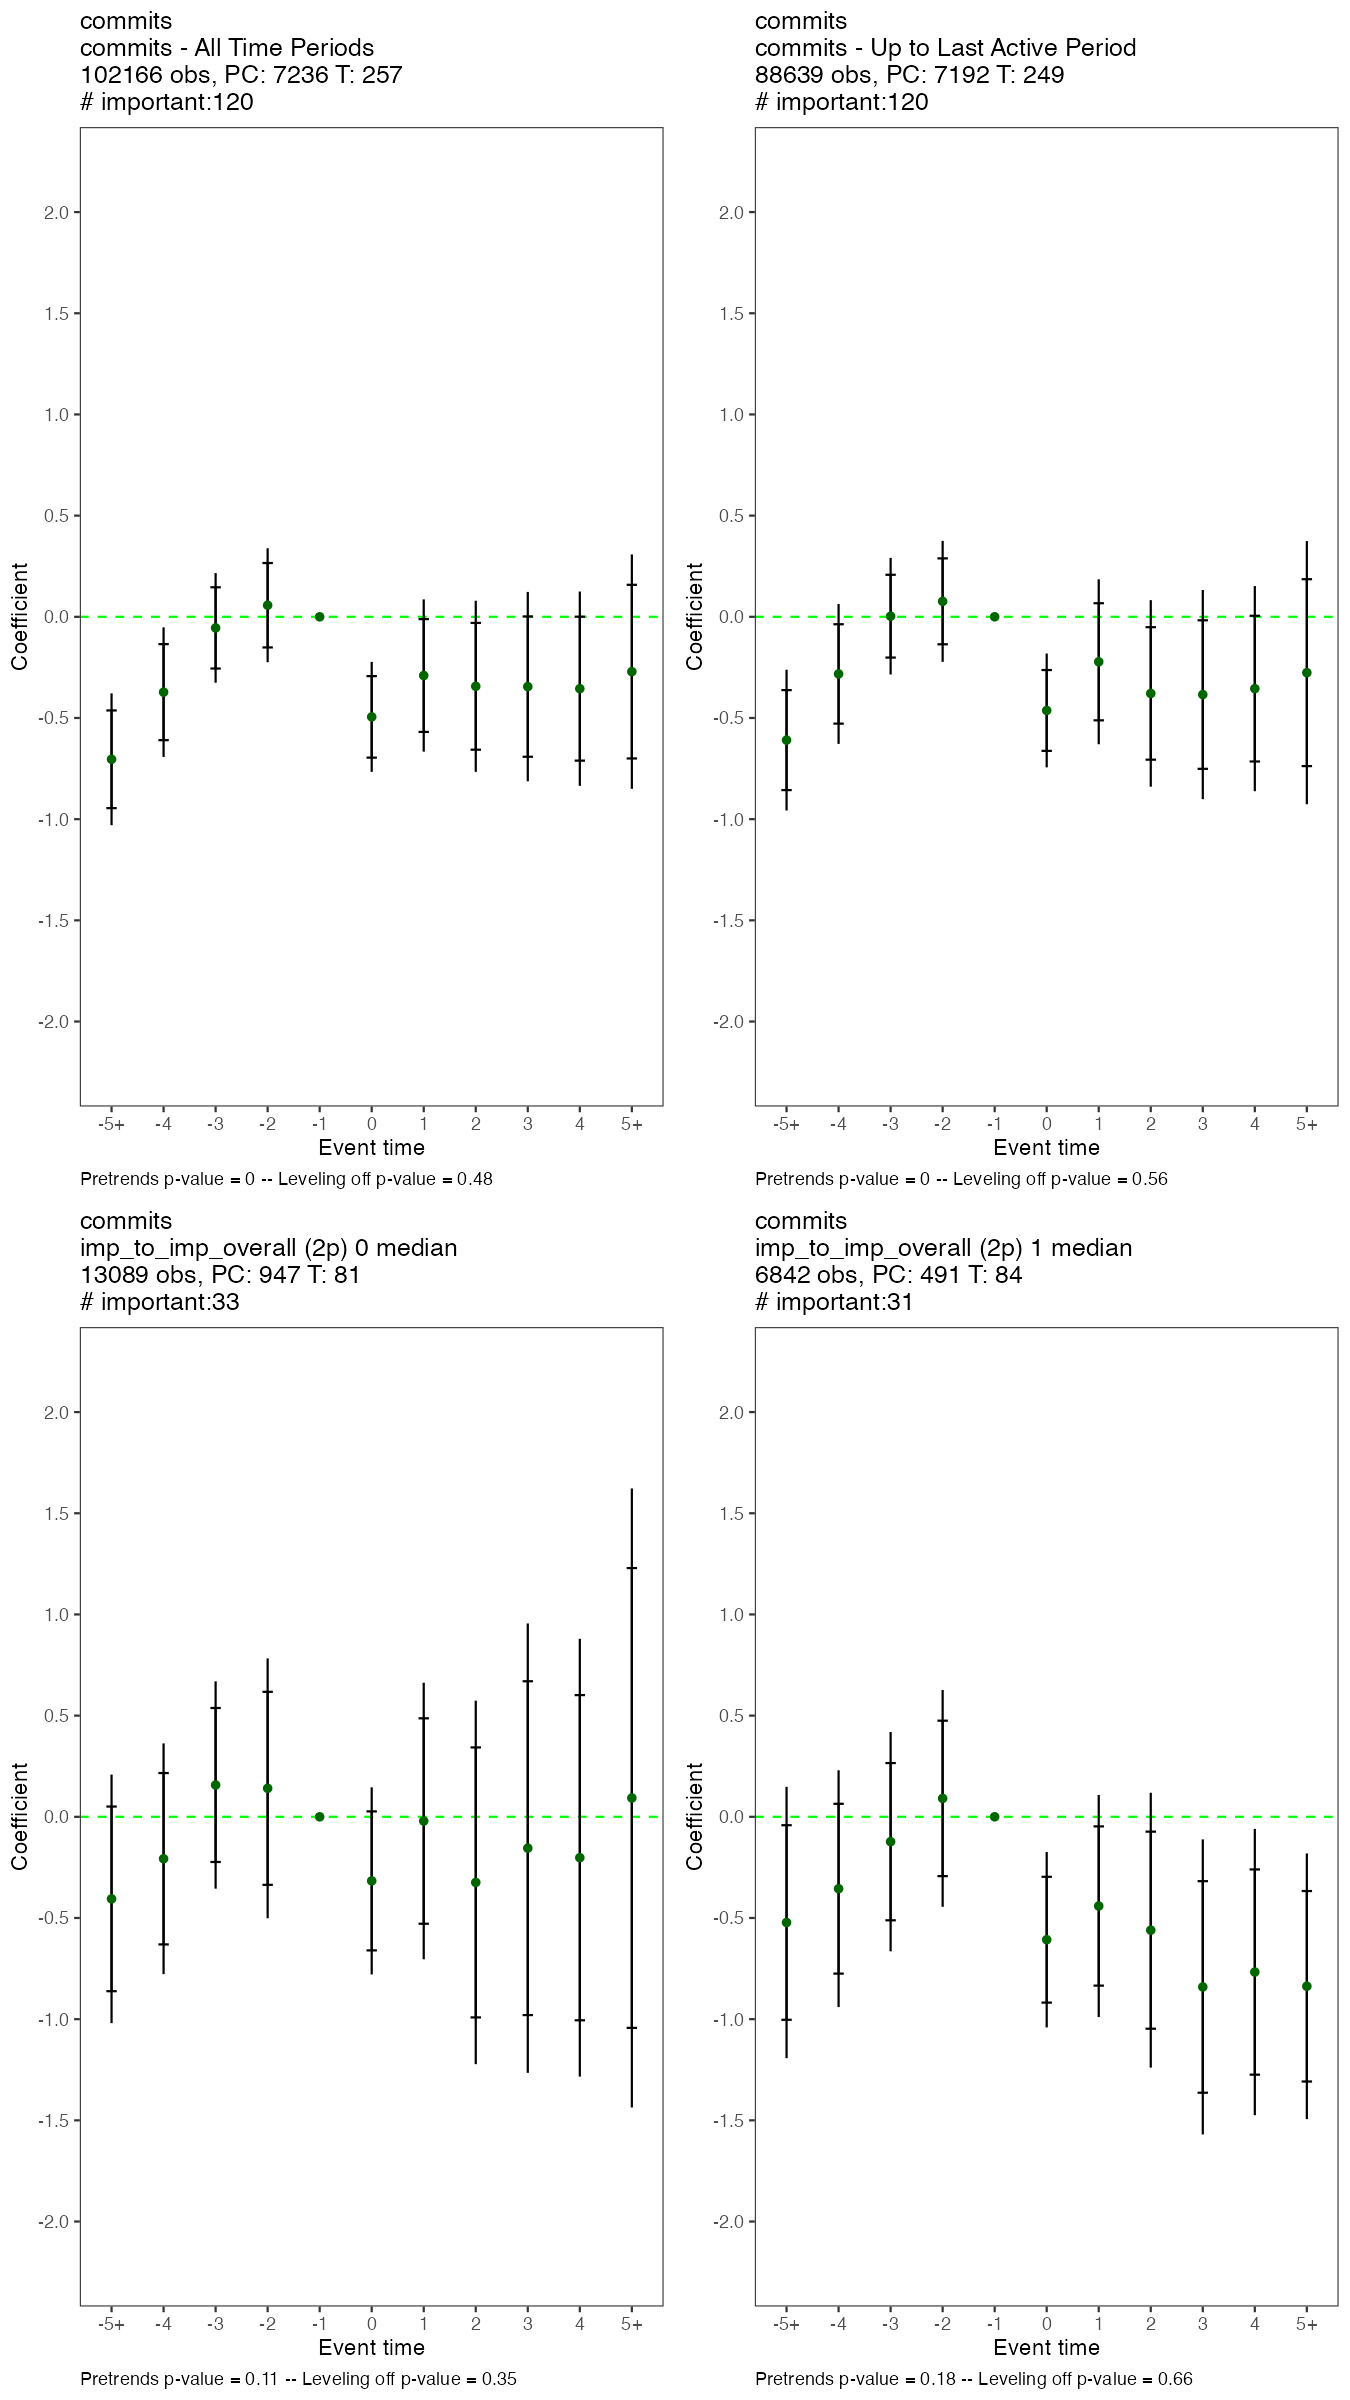 commits
commits - All Time Periods
102166 obs, PC: 7236 T: 257
# important:120
2.0
1.5
1.0
0.5
0.0
-0.5
-1.0
-1.5
-2.0
Coefficient
-5+ -4 -3 -2 -1 0 1 2 3 4 5+
Event time
Pretrends p-value = 0 -- Leveling off p-value = 0.48
commits
commits - Up to Last Active Period
88639 obs, PC: 7192 T: 249
# important:120
2.0
1.5
1.0
0.5
0.0
-0.5
-1.0
-1.5
-2.0
Coefficient
-5+ -4 -3 -2 -1 0 1 2 3 4 5+
Event time
Pretrends p-value = 0 -- Leveling off p-value = 0.56
commits
imp_to_imp_overall (2p) 0 median
13089 obs, PC: 947 T: 81
# important:33
2.0
1.5
1.0
0.5
0.0
-0.5
-1.0
-1.5
-2.0
Coefficient
-5+ -4 -3 -2 -1 0 1 2 3 4 5+
Event time
Pretrends p-value = 0.11 -- Leveling off p-value = 0.35
commits
imp_to_imp_overall (2p) 1 median
6842 obs, PC: 491 T: 84
# important:31
2.0
1.5
1.0
0.5
0.0
-0.5
-1.0
-1.5
-2.0
Coefficient
-5+ -4 -3 -2 -1 0 1 2 3 4 5+
Event time
Pretrends p-value = 0.18 -- Leveling off p-value = 0.66